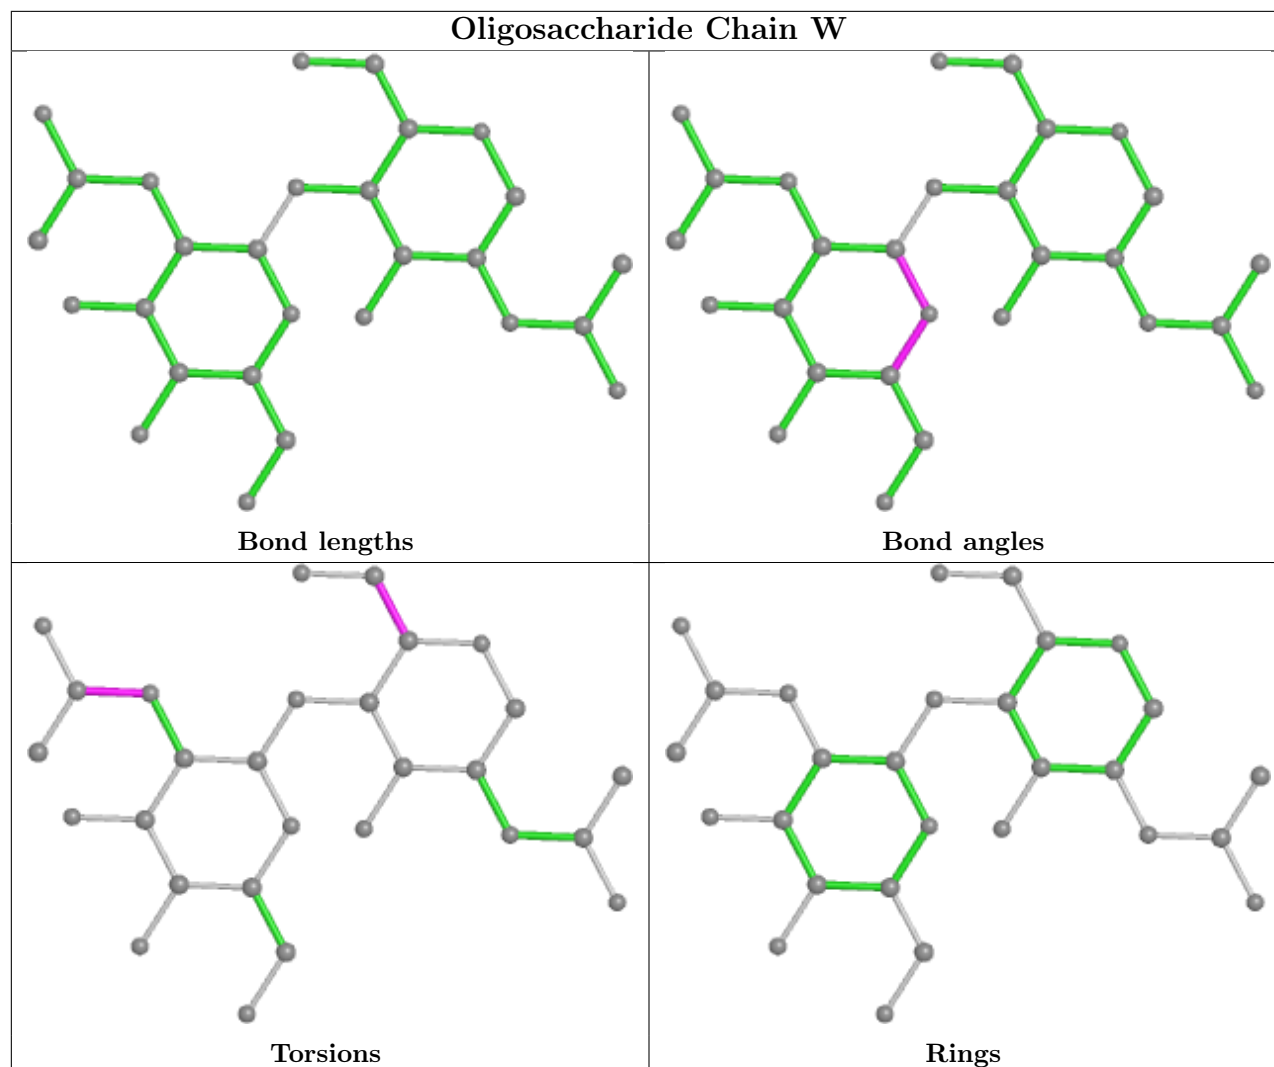 Oligosaccharide Chain W
Bond lengths
Bond angles
Torsions
Rings